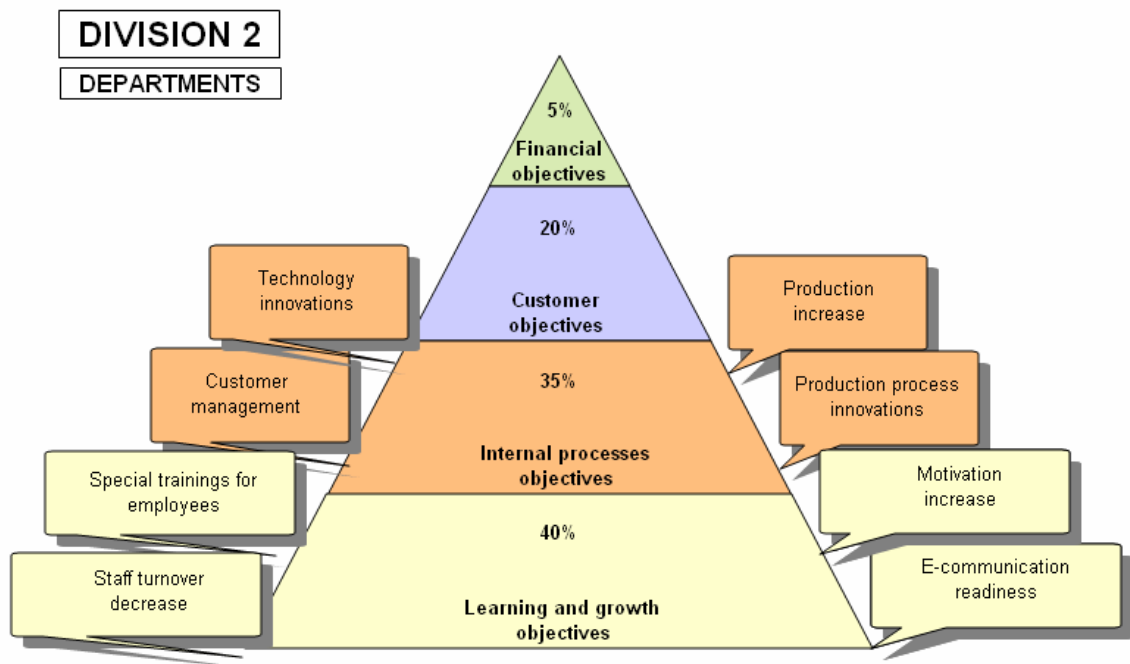 DIVISION 2
DEPARTMENTS
5%
Financial
objectives
20%
Customer
objectives
Technology
innovations
Production
increase
35%
Internal processes
objectives
Customer
management
Production process
innovations
Special trainings for
employees
Motivation
increase
40%
Learning and growth
objectives
Staff turnover
decrease
E-communication
readiness